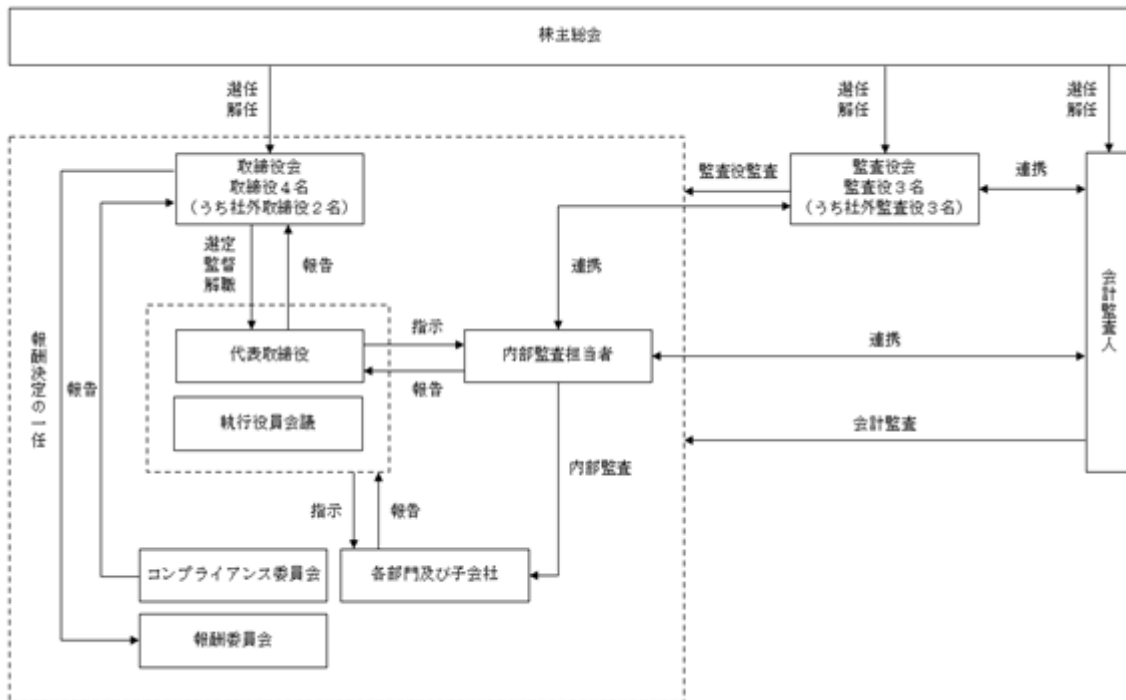 株主総会
選任
解任
選任
解任
選任
解任
取締役会
取締役４名
（うち社外取締役２名）
監査役監査
監査役会
監査役３名
（うち社外監査役３名）
連携
選定
監督
解職
報告
連携
会計監査人
代表取締役
指示
報告
内部監査担当者
連携
執行役員会議
報酬決定の一任
報告
会計監査
内部監査
指示
報告
コンプライアンス委員会
各部門及び子会社
報酬委員会